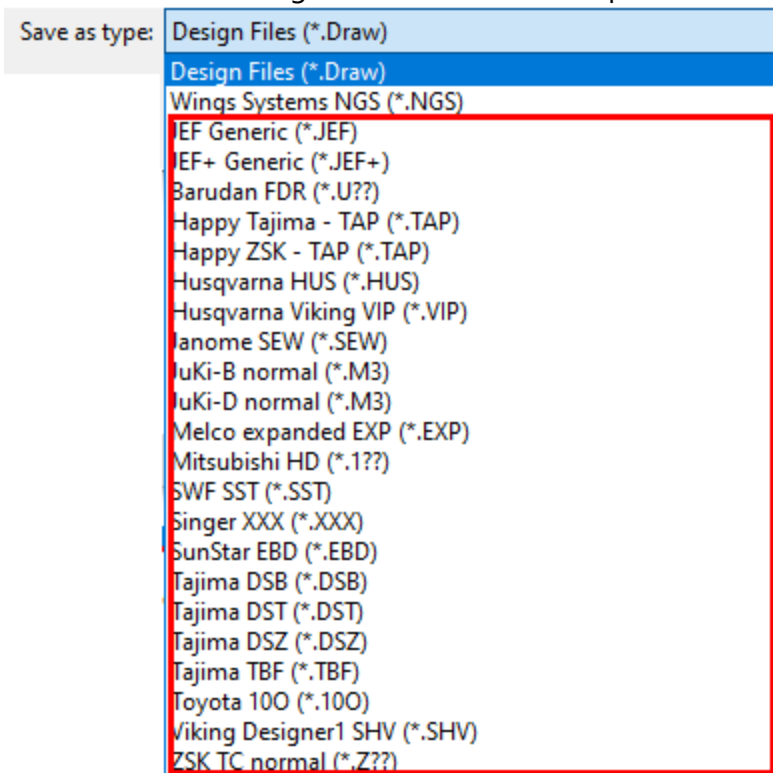 Save as type: Design Files (*.Draw)
Design Files (*.Draw)
Wings Systems NGS (*.NGS)
JEF Generic (*.JEF)
JEF+ Generic (*.JEF+)
Barudan FDR (*.U??)
Happy Tajima - TAP (*.TAP)
Happy ZSK - TAP (*.TAP)
Husqvarna HUS (*.HUS)
Husqvarna Viking VIP (*.VIP)
Janome SEW (*.SEW)
JuKi-B normal (*.M3)
JuKi-D normal (*.M3)
Melco expanded EXP (*.EXP)
Mitsubishi HD (*.1??)
SWF SST (*.SST)
Singer XXX (*.XXX)
SunStar EBD (*.EBD)
Tajima DSB (*.DSB)
Tajima DST (*.DST)
Tajima DSZ (*.DSZ)
Tajima TBF (*.TBF)
Toyota 10O (*.10O)
Viking Designer1 SHV (*.SHV)
ZSK TC normal (*.Z??)